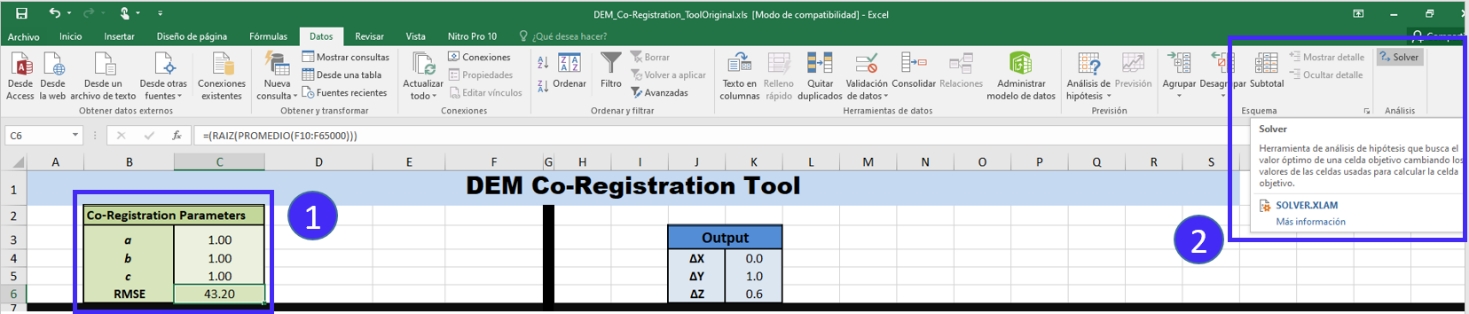 DEM_Co-Registration_ToolOriginal.xls [Modo de compatibilidad] - Excel
Archivo Inicio Insertar Diseño de página Fórmulas Datos Revisar Vista Nitro Pro 10 ¿Qué desea hacer?
Desde Access
Desde la web
Desde un archivo de texto
Desde otras fuentes
Conexiones existentes
Obtener datos externos
Nueva consulta
Mostrar consultas
Desde una tabla
Fuentes recientes
Obtener y transformar
Actualizar todo
Conexiones
Propiedades
Editar vínculos
Conexiones
Ordenar
Filtro
Borrar
Volver a aplicar
Avanzadas
Ordenar y filtrar
Texto en columnas
Relleno rápido
Quitar duplicados
Validación de datos
Consolidar
Relaciones
Administrar modelo de datos
Herramientas de datos
Análisis de hipótesis
Previsión
Previsión
Agrupar
Desagrupar
Subtotal
Mostrar detalle
Ocultar detalle
Esquema
Solver
Análisis
C6 fx =(RAIZ(PROMEDIO(F10:F65000)))
Solver
Herramienta de análisis de hipótesis que busca el
valor óptimo de una celda objetivo cambiando los
valores de las celdas usadas para calcular la celda
objetivo.
SOLVER.XLAM
Más información
A B C D E F G H I J K L M N O P Q R S
1 DEM Co-Registration Tool
2 Co-Registration Parameters
3 a 1.00 Output
4 b 1.00 ΔX 0.0
5 c 1.00 ΔY 1.0
6 RMSE 43.20 ΔZ 0.6
7
1
2